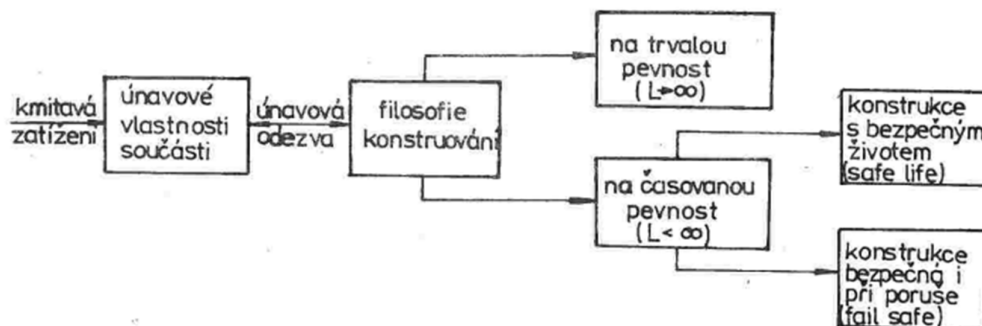 kmitavá
zatížení
únavové
vlastnosti
součásti
únavová
odezva
filosofie
konstruování
na trvalou
pevnost
(L→∞)
na časovanou
pevnost
(L < ∞)
konstrukce
s bezpečným
životem
(safe life)
konstrukce
bezpečná i
při poruše
(fail safe)